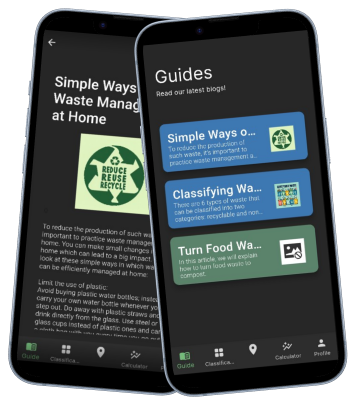 Simple Ways
Waste Manag
at Home
REDUCE
REUSE
RECYCLE
To reduce the production of such wa
important to practice waste manage
home. You can make small changes
home which can lead to a big impact.
look at these simple ways in which wa
can be efficiently managed at home:
Limit the use of plastic:
Avoid buying plastic water bottles; instea
carry your own water bottle whenever yo
step out. Do away with plastic straws an
drink directly from the glass. Use steel or
glass cups instead of plastic ones and ca
Guide
Classifica...
Calculator
Guides
Read our latest blogs!
Simple Ways o...
To reduce the production of
such waste, it's important to
practice waste management a...
Classifying Wa...
There are 6 types of waste that
can be classified into two
categories: recyclable and non...
Turn Food Wa...
In this article, we will explain
how to turn food waste to
compost.
Guide
Classifica...
Calculator
Profile